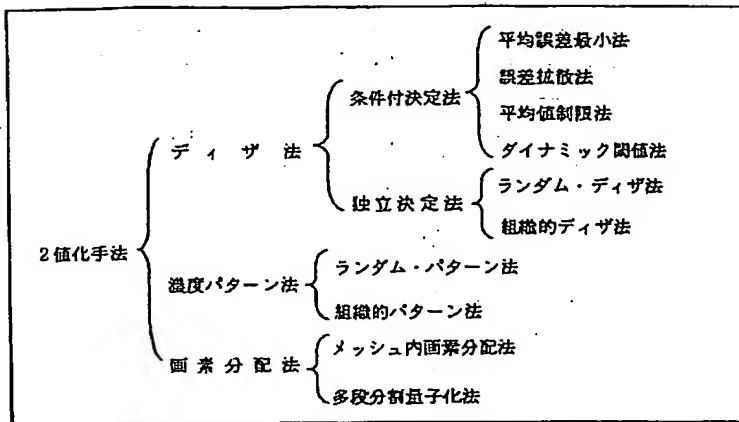 平均誤差最小法
誤差拡散法
条件付決定法
平均値制限法
ディザ法
ダイナミック閾値法
ランダム・ディザ法
独立決定法
組織的ディザ法
2値化手法
ランダム・パターン法
濃度パターン法
組織的パターン法
メッシュ内画素分配法
画素分配法
多段分割量子化法